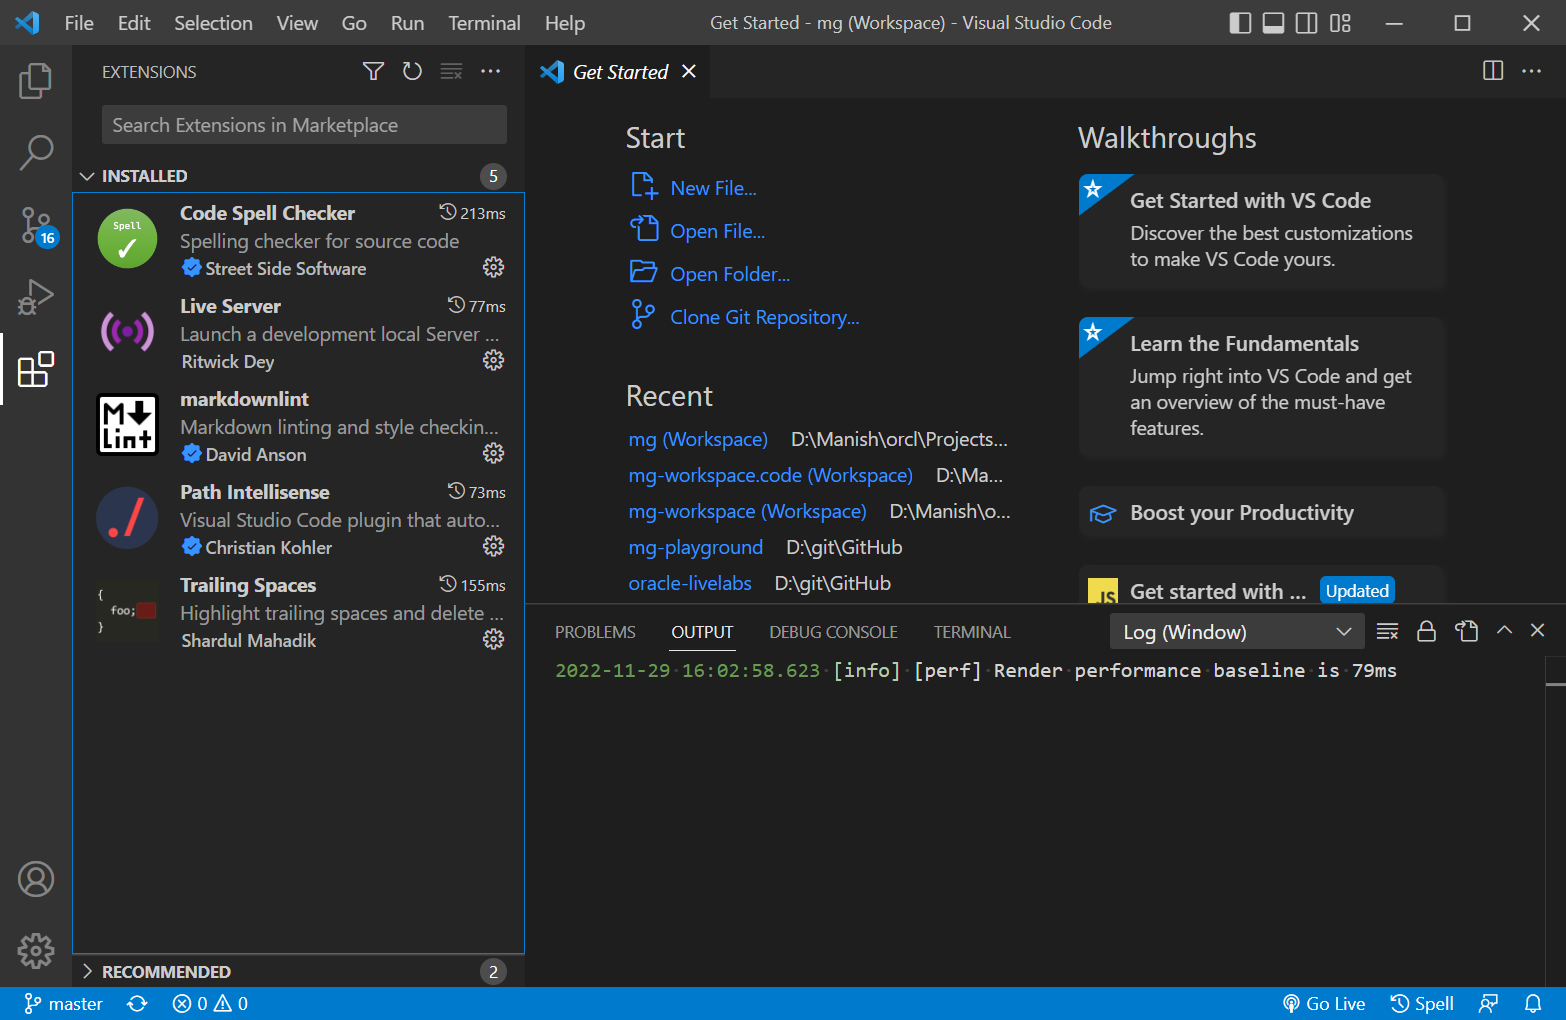 File Edit Selection View Go Run Terminal Help
Get Started - mg (Workspace) - Visual Studio Code
EXTENSIONS
Search Extensions in Marketplace
INSTALLED 5
Code Spell Checker 213ms
Spelling checker for source code
Street Side Software
Live Server 77ms
Launch a development local Server ...
Ritwick Dey
markdownlint
Markdown linting and style checkin...
David Anson
Path Intellisense 73ms
Visual Studio Code plugin that auto...
Christian Kohler
Trailing Spaces 155ms
Highlight trailing spaces and delete ...
Shardul Mahadik
Spell
M
Lint
./
{
foo;
}
16
RECOMMENDED 2
Get Started
Start
New File...
Open File...
Open Folder...
Clone Git Repository...
Recent
mg (Workspace) D:\Manish\orcl\Projects...
mg-workspace.code (Workspace) D:\Ma...
mg-workspace (Workspace) D:\Manish\o...
mg-playground D:\git\GitHub
oracle-livelabs D:\git\GitHub
Walkthroughs
Get Started with VS Code
Discover the best customizations
to make VS Code yours.
Learn the Fundamentals
Jump right into VS Code and get
an overview of the must-have
features.
Boost your Productivity
JS Get started with ... Updated
PROBLEMS OUTPUT DEBUG CONSOLE TERMINAL Log (Window)
2022-11-29 16:02:58.623 [info] [perf] Render performance baseline is 79ms
master 0 0 Go Live Spell